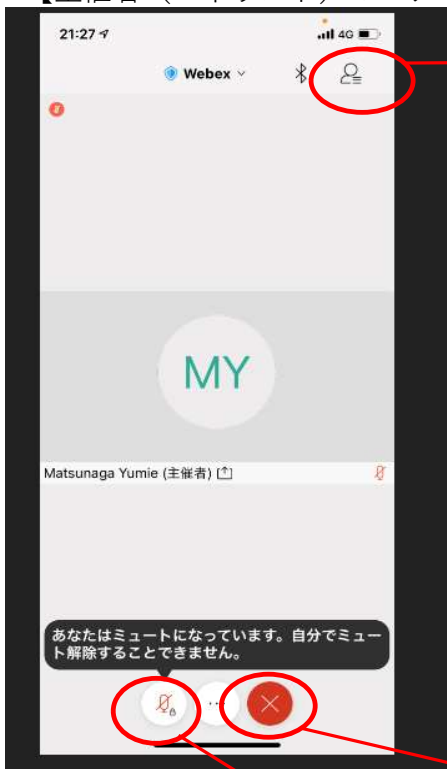 21:27
4G
Webex
MY
Matsunaga Yumie (主催者)
あなたはミュートになっています。自分でミュー
ト解除することできません。